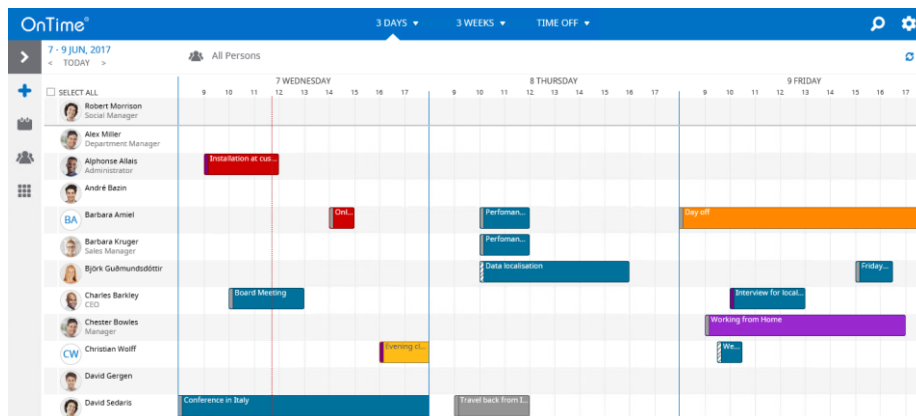 OnTime®
3 DAYS ▾ 3 WEEKS ▾ TIME OFF ▾
7 - 9 JUN, 2017
< TODAY >
All Persons
7 WEDNESDAY 8 THURSDAY 9 FRIDAY
SELECT ALL 9 10 11 12 13 14 15 16 17 9 10 11 12 13 14 15 16 17 9 10 11 12 13 14 15 16 17
Robert Morrison
Social Manager
Alex Miller
Department Manager
Alphonse Allais Installation at cus...
Administrator
André Bazin
BA Barbara Amiel Onl... Perfoman... Day off
Barbara Kruger Perfoman...
Sales Manager
Björk Guðmundsdóttir Data localisation Friday...
Charles Barkley Board Meeting Interview for local...
CEO
Chester Bowles Working from Home
Manager
CW Christian Wolff Evening cl... We...
David Gergen
David Sedaris Conference in Italy Travel back from I...